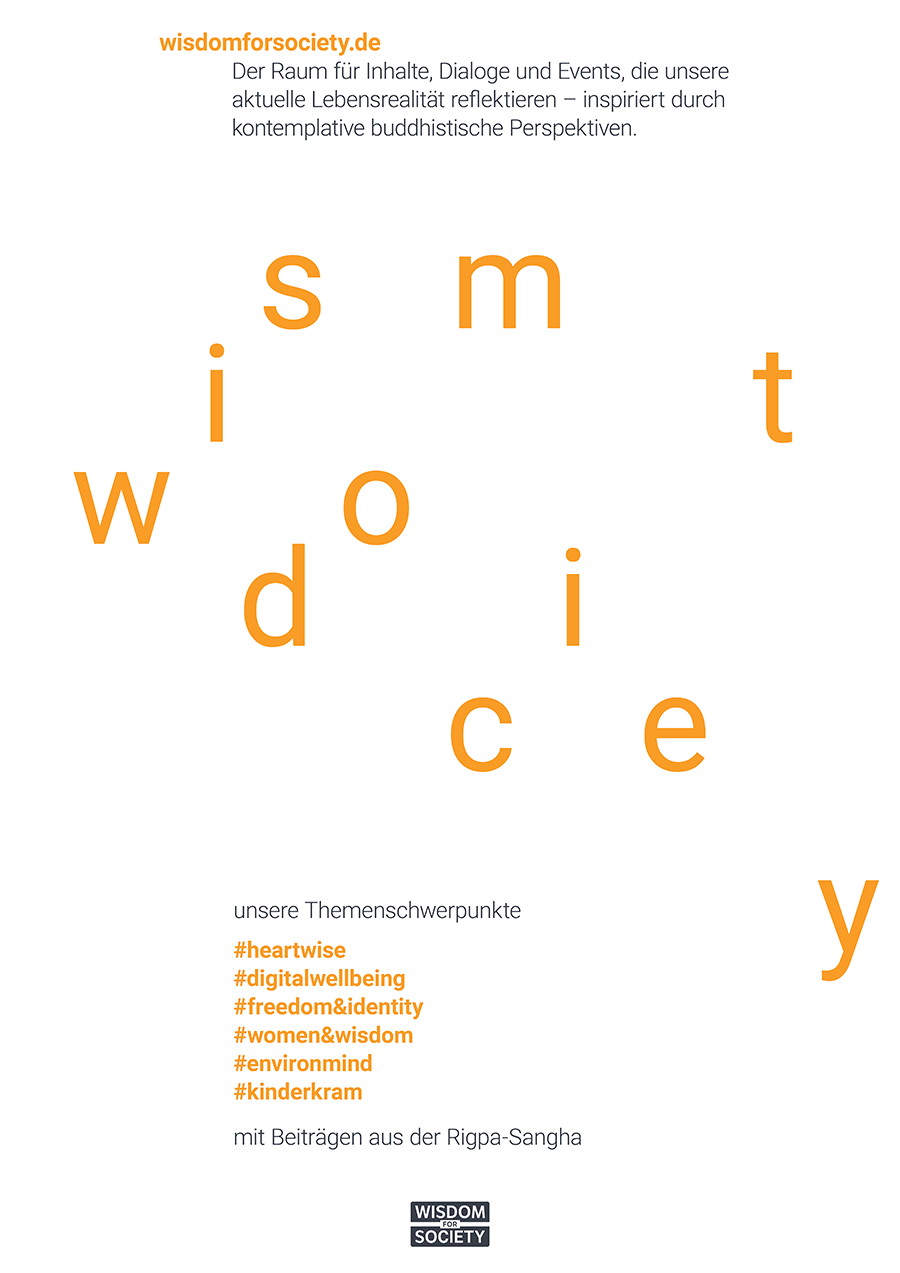 wisdomforsociety.de
Der Raum für Inhalte, Dialoge und Events, die unsere
aktuelle Lebensrealität reflektieren – inspiriert durch
kontemplative buddhistische Perspektiven.
s m
i t
w o
d i
c e
y
unsere Themenschwerpunkte
#heartwise
#digitalwellbeing
#freedom&identity
#women&wisdom
#environmind
#kinderkram
mit Beiträgen aus der Rigpa-Sangha
WISDOM
FOR
SOCIETY